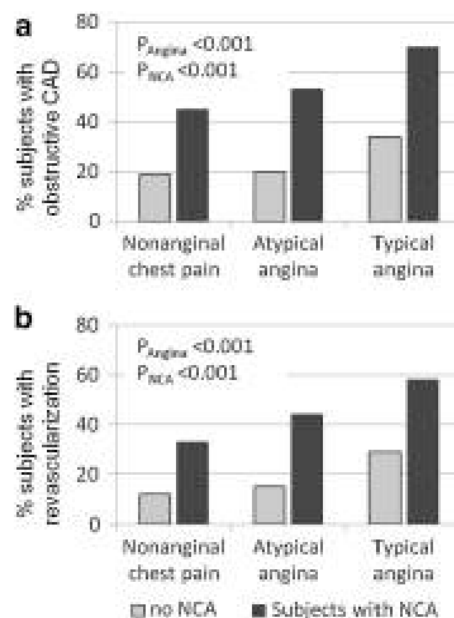 a
% subjects with
obstructive CAD
80
60
40
20
0
P_Angina <0.001
P_NCA <0.001
Nonanginal
chest pain
Atypical
angina
Typical
angina
b
% subjects with
revascularization
80
60
40
20
0
P_Angina <0.001
P_NCA <0.001
Nonanginal
chest pain
Atypical
angina
Typical
angina
no NCA
Subjects with NCA